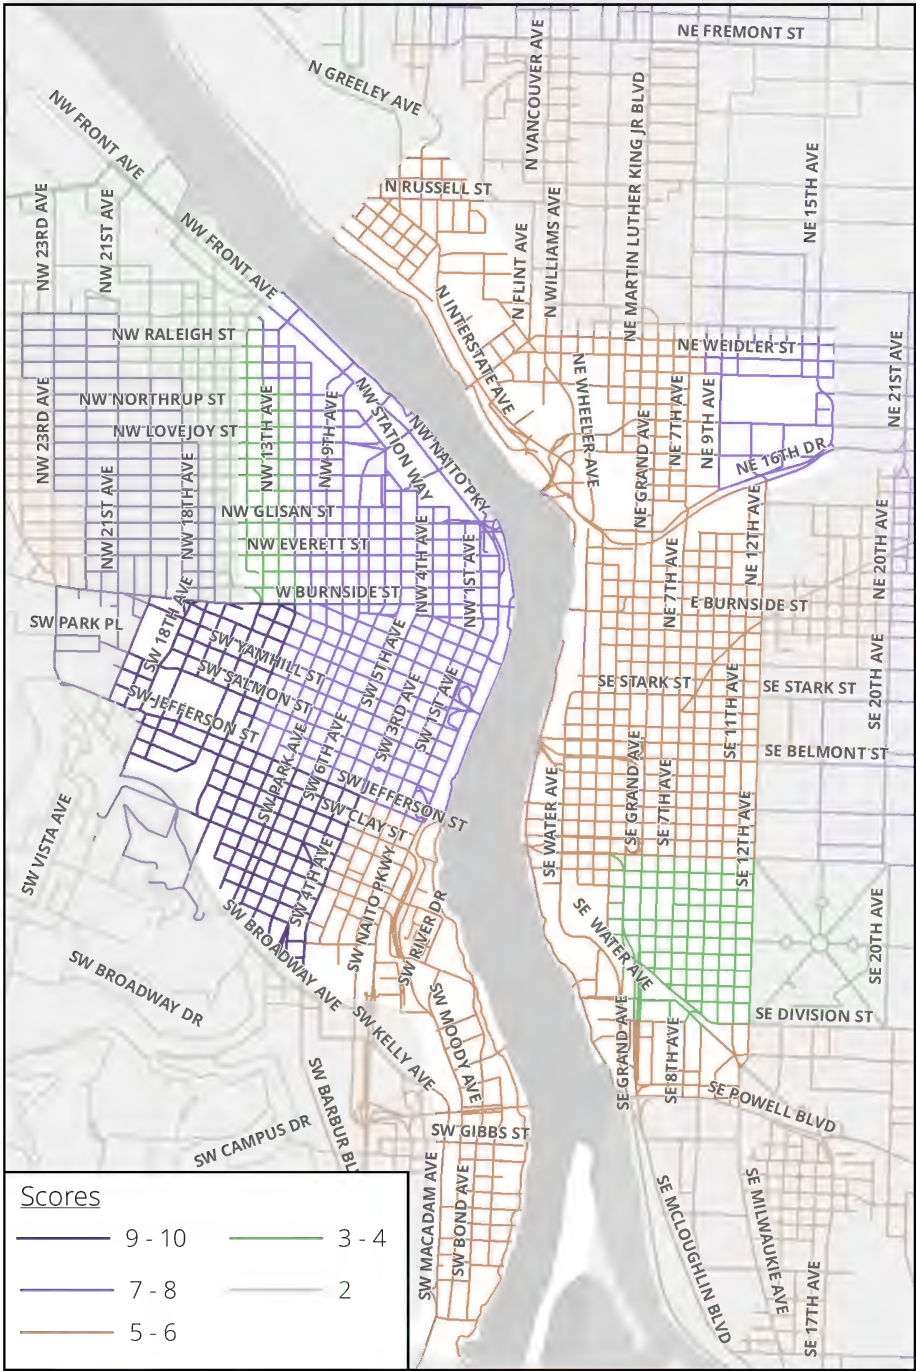 NE FREMONT ST
N GREELEY AVE
N VANCOUVER AVE
NW FRONT AVE
N MARTIN LUTHER KING JR BLVD
NE 15TH AVE
N RUSSELL ST
NW 23RD AVE
NW 21ST AVE
NW FRONT AVE
N FLINT AVE
N WILLIAMS AVE
NE MARTIN LUTHER KING JR BLVD
N INTERSTATE AVE
NW RALEIGH ST
NE WEIDLER ST
NE 21ST AVE
NE WHEELER AVE
NW 23RD AVE
NW NORTHRUP ST
NW 13TH AVE
NW 9TH AVE
NW STATION WAY
NW NAITO PKY
NE GRAND AVE
NE 7TH AVE
NE 9TH AVE
NW LOVEJOY ST
NE 16TH DR
NW 21ST AVE
NW 18TH AVE
NW GLISAN ST
NW EVERETT ST
NW 4TH AVE
NW 1ST AVE
NE 7TH AVE
NE 12TH AVE
NE 20TH AVE
W BURNSIDE ST
E BURNSIDE ST
SW PARK PL
SW 18TH AVE
SW YAMHILL ST
SW SALMON ST
SW 5TH AVE
SW 3RD AVE
SW 1ST AVE
SE STARK ST
SE 11TH AVE
SE STARK ST
SE 20TH AVE
SW JEFFERSON ST
SW PARK AVE
SW 6TH AVE
SE BELMONT ST
SW JEFFERSON ST
SW CLAY ST
SE WATER AVE
SE GRAND AVE
SE 7TH AVE
SE 12TH AVE
SW VISTA AVE
SW 4TH AVE
SW NAITO PKWY
SW RIVER DR
SW BROADWAY AVE
SE WATER AVE
SE 20TH AVE
SW BROADWAY DR
SW KELLY AVE
SW MOODY AVE
SE GRAND AVE
SE 8TH AVE
SE DIVISION ST
SW BARBUR BLV
SW CAMPUS DR
SW GIBBS ST
SE POWELL BLVD
SW MACADAM AVE
SW BOND AVE
SE MCLOUGHLIN BLVD
SE MILWAUKIE AVE
SE 17TH AVE
Scores
9 - 10
3 - 4
7 - 8
2
5 - 6